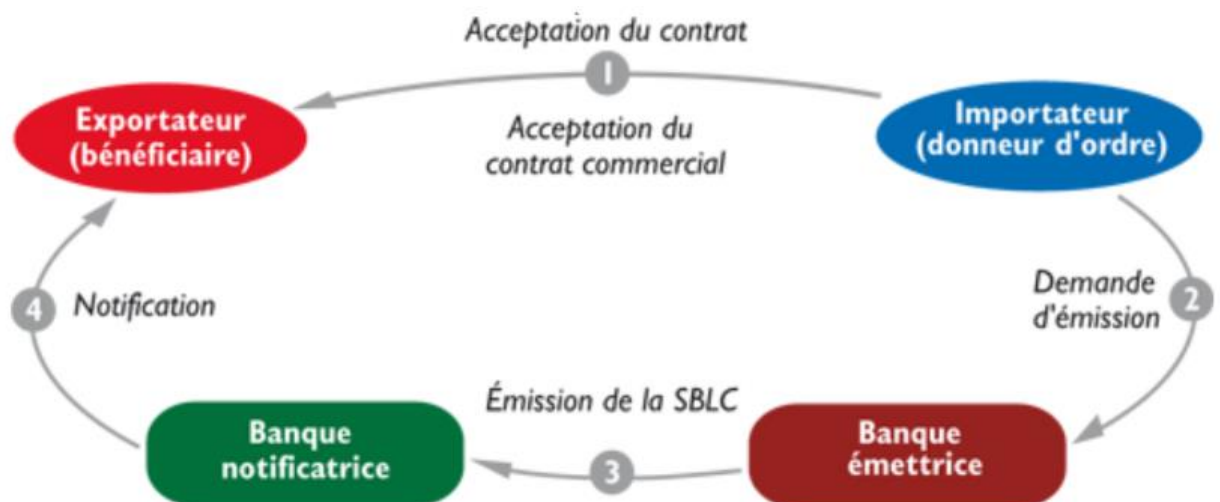 Acceptation du contrat
1
Exportateur
(bénéficiaire)
Acceptation du
contrat commercial
Importateur
(donneur d'ordre)
4
Notification
Demande
d'émission
2
Émission de la SBLC
Banque
notificatrice
3
Banque
émettrice